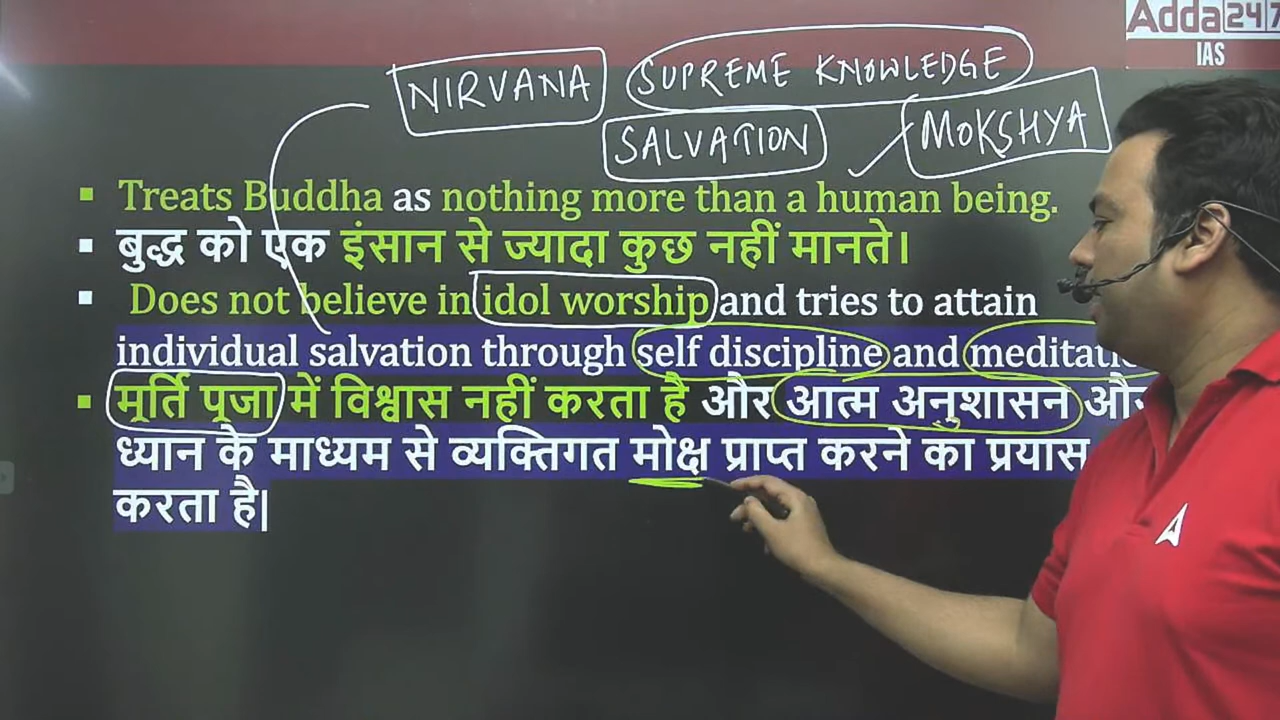 Adda247
IAS
NIRVANA SUPREME KNOWLEDGE
SALVATION MOKSHYA
▪ Treats Buddha as nothing more than a human being.
▪ बुद्ध को एक इंसान से ज्यादा कुछ नहीं मानते।
▪ Does not believe in idol worship and tries to attain
individual salvation through self discipline and
▪ मूर्ति पूजा में विश्वास नहीं करता है और आत्म अनुशासन
ध्यान के माध्यम से व्यक्तिगत मोक्ष प्राप्त करने का प्रयास
करता है|